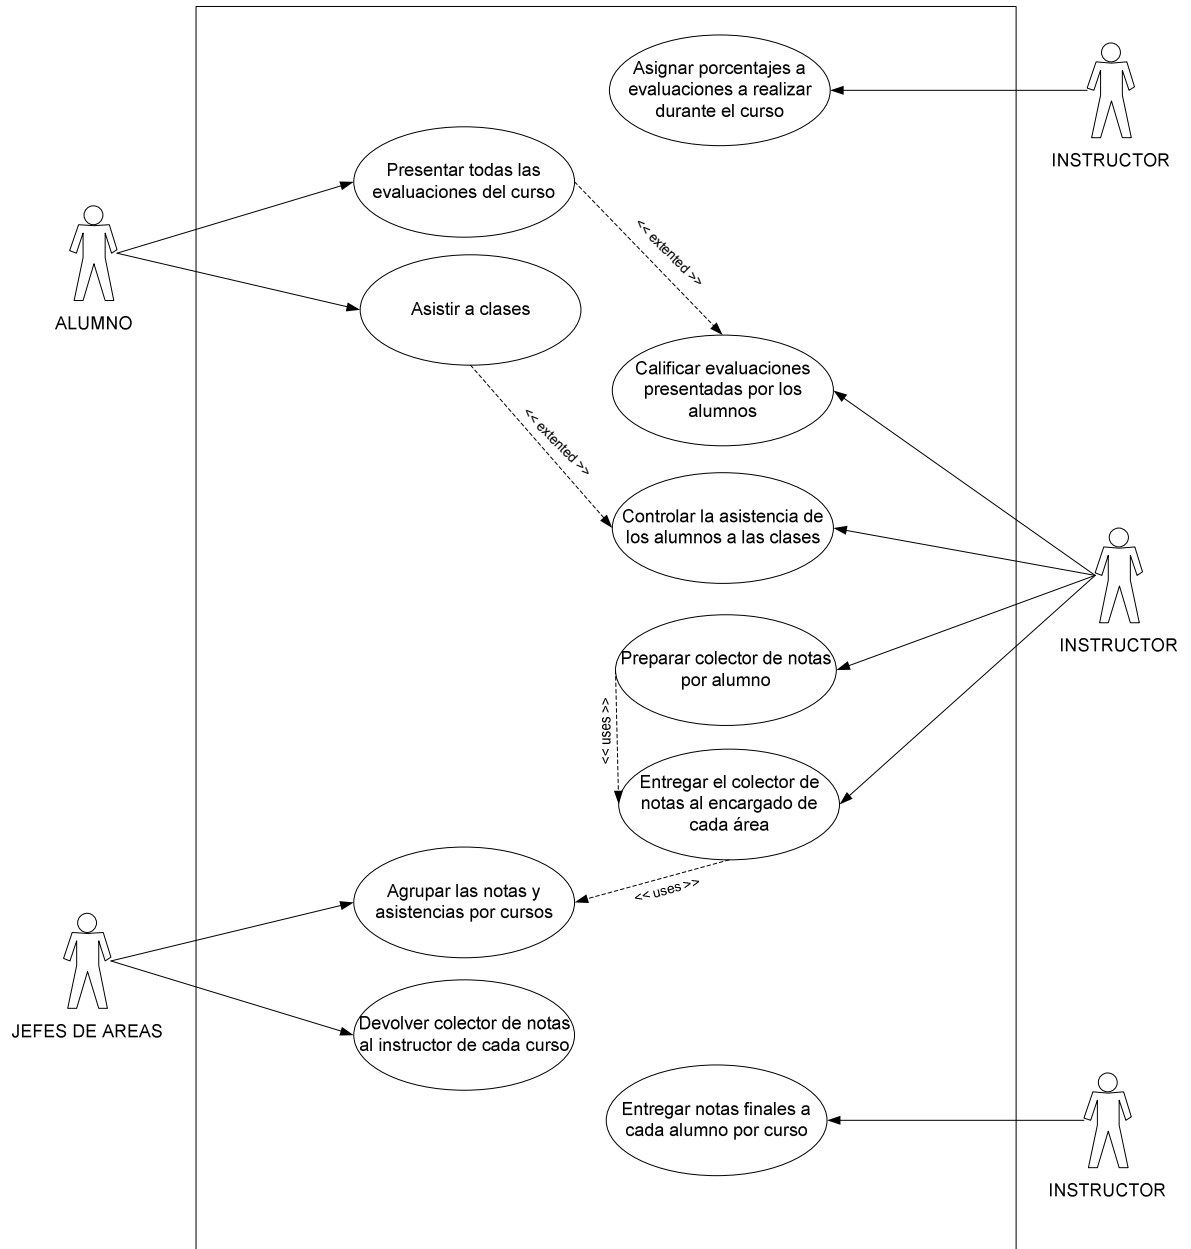 Asignar porcentajes a
evaluaciones a realizar
durante el curso
INSTRUCTOR
Presentar todas las
evaluaciones del curso
<< extented >>
ALUMNO
Asistir a clases
<< extented >>
Calificar evaluaciones
presentadas por los
alumnos
Controlar la asistencia de
los alumnos a las clases
INSTRUCTOR
Preparar colector de notas
por alumno
<< uses >>
Entregar el colector de
notas al encargado de
cada área
<< uses >>
Agrupar las notas y
asistencias por cursos
JEFES DE AREAS
Devolver colector de notas
al instructor de cada curso
Entregar notas finales a
cada alumno por curso
INSTRUCTOR